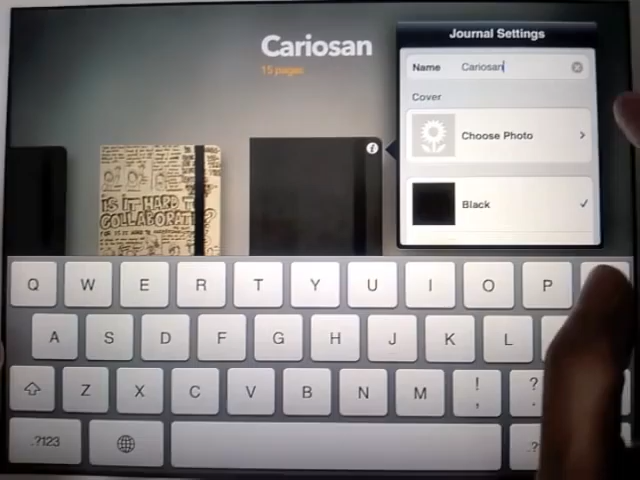 Cariosan
15 pages
Journal Settings
Name Cariosan
Cover
Choose Photo
Black
i
IS IT HARD TO
COLLABORATE?
Q W E R T Y U I O P
A S D F G H J K L
Z X C V B N M ! , ?
.?123
.?